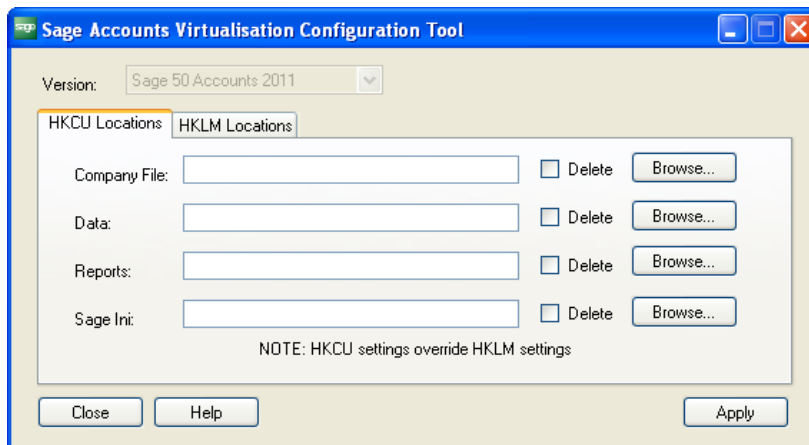 sage Sage Accounts Virtualisation Configuration Tool
Version: Sage 50 Accounts 2011
HKCU Locations HKLM Locations
Company File: Delete Browse...
Data: Delete Browse...
Reports: Delete Browse...
Sage Ini: Delete Browse...
NOTE: HKCU settings override HKLM settings
Close Help Apply